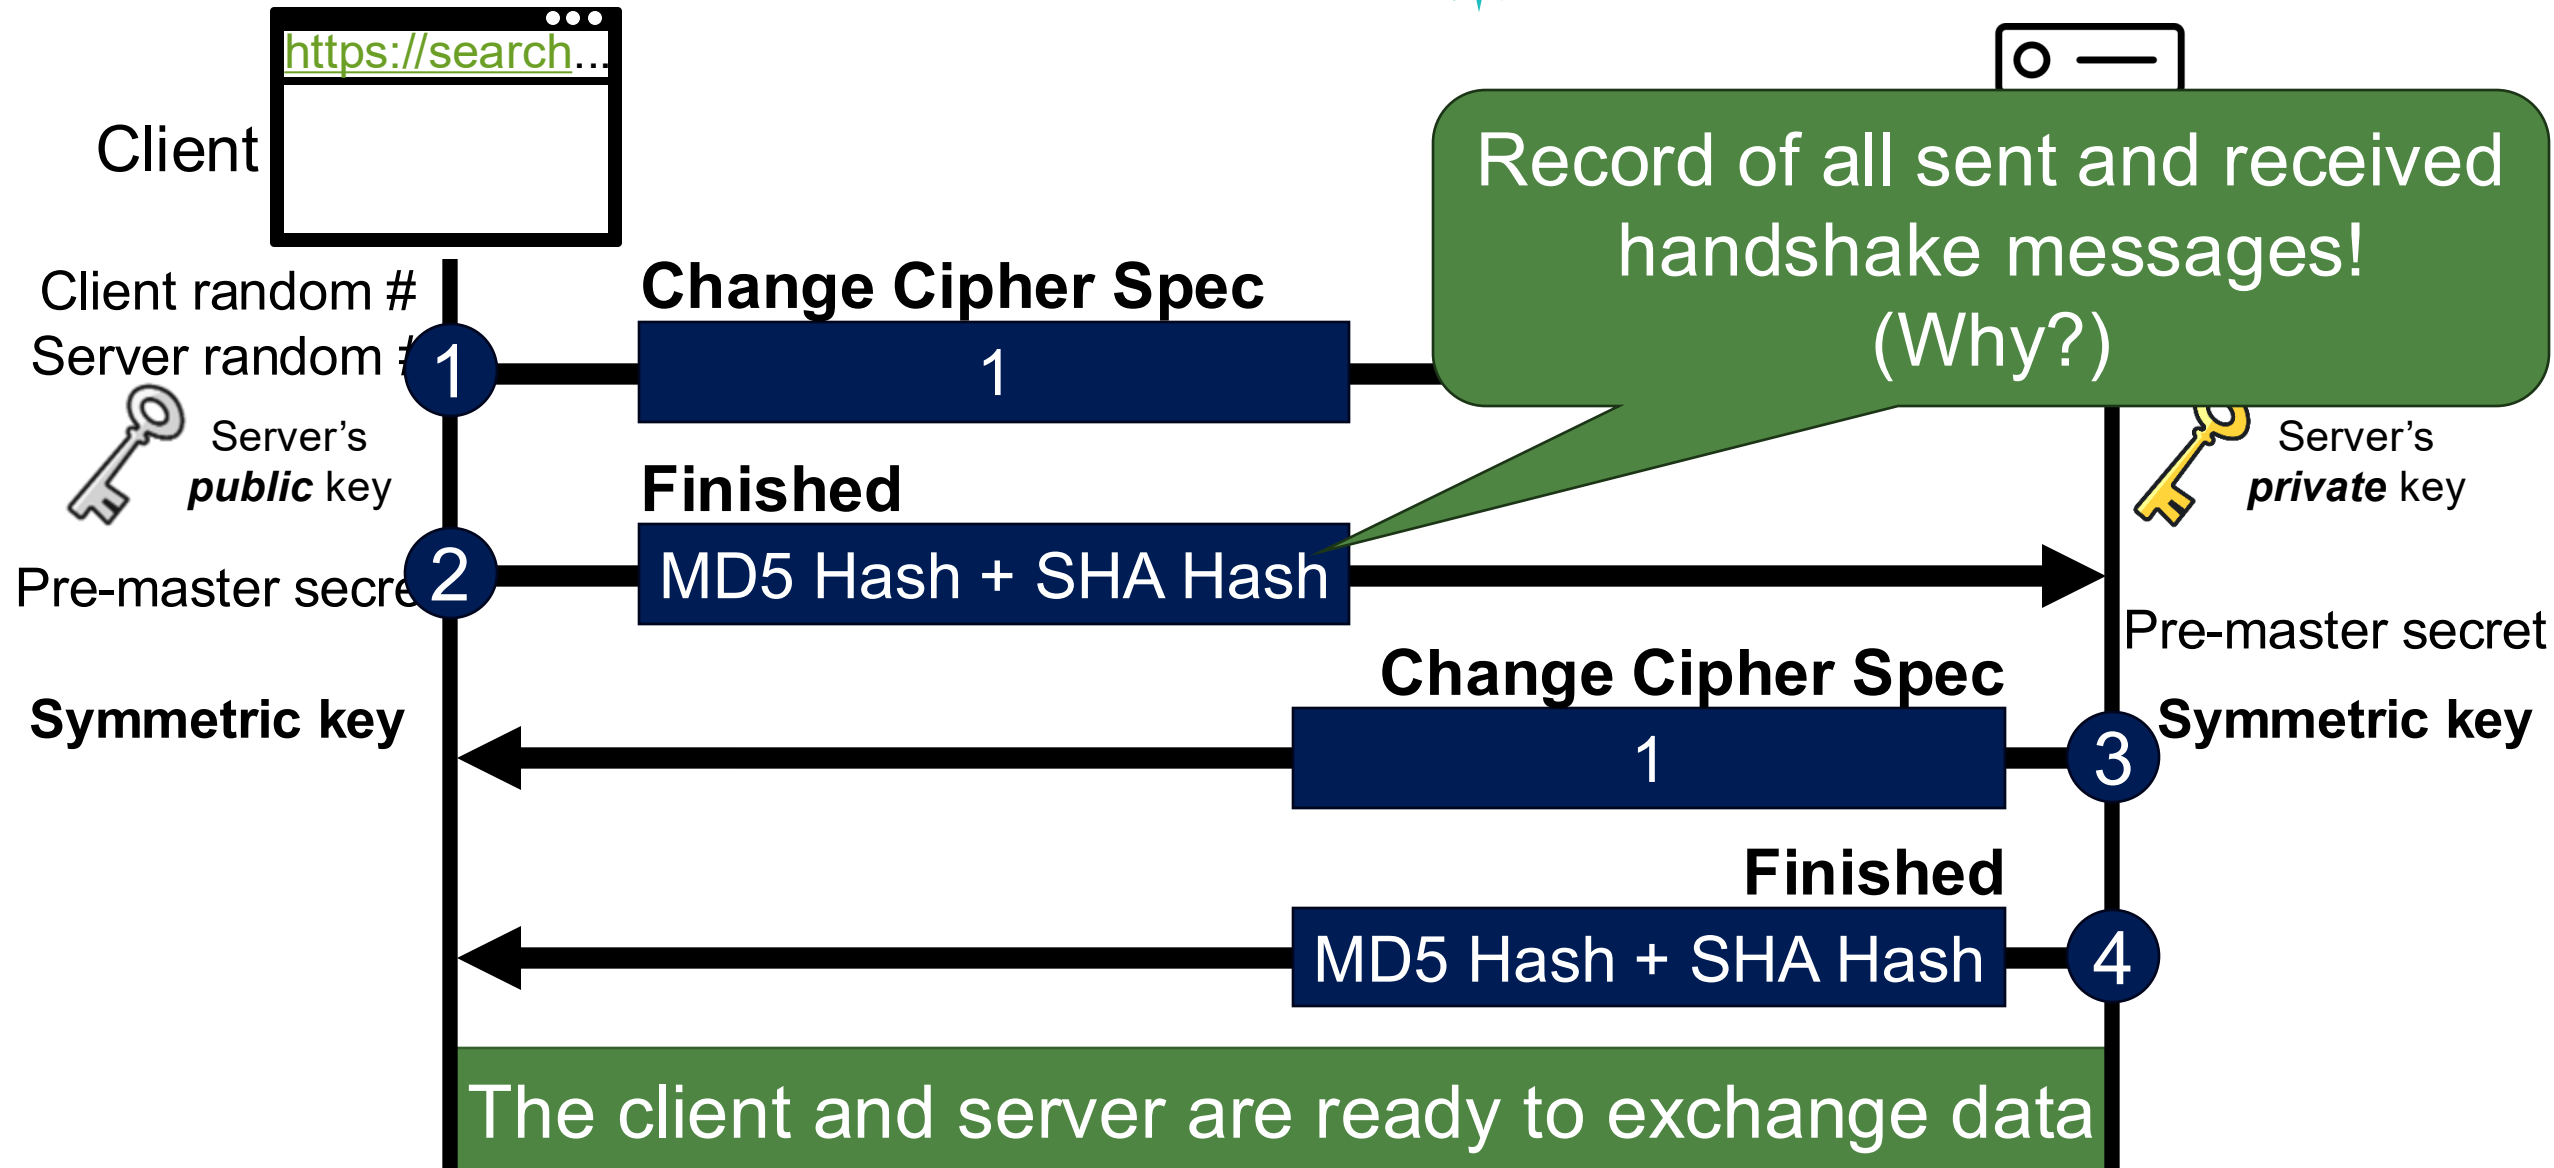 https://search...
Client
Record of all sent and received
handshake messages!
(Why?)
Client random #
Server random #
Change Cipher Spec
1
1
Server's
public key
Server's
private key
Finished
2
MD5 Hash + SHA Hash
Pre-master secre
Pre-master secret
Change Cipher Spec
Symmetric key
1
3
Symmetric key
Finished
MD5 Hash + SHA Hash
4
The client and server are ready to exchange data